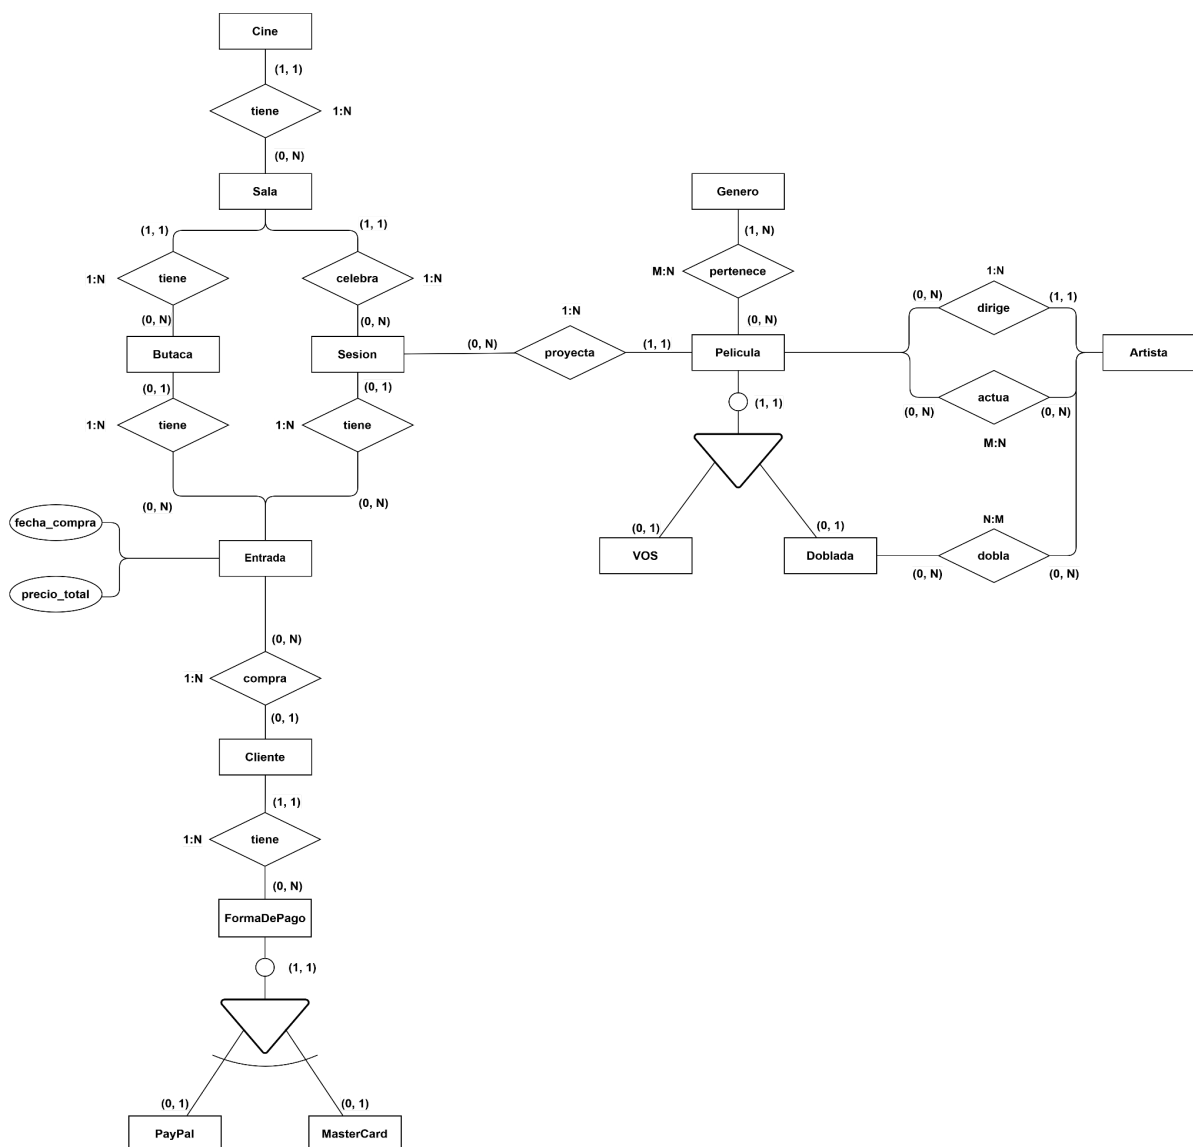 Cine
(1, 1)
tiene
1:N
(0, N)
Sala
(1, 1)
(1, 1)
1:N
tiene
celebra
1:N
(0, N)
(0, N)
Butaca
Sesion
(0, 1)
(0, 1)
1:N
tiene
1:N
tiene
(0, N)
(0, N)
fecha_compra
precio_total
Entrada
(0, N)
1:N
compra
(0, 1)
Cliente
(1, 1)
1:N
tiene
(0, N)
FormaDePago
(1, 1)
(0, 1)
(0, 1)
PayPal
MasterCard
1:N
(0, N)
proyecta
(1, 1)
Genero
(1, N)
M:N
pertenece
(0, N)
Pelicula
(1, 1)
(0, 1)
(0, 1)
VOS
Doblada
1:N
(0, N)
dirige
(1, 1)
Artista
(0, N)
actua
(0, N)
M:N
N:M
(0, N)
dobla
(0, N)